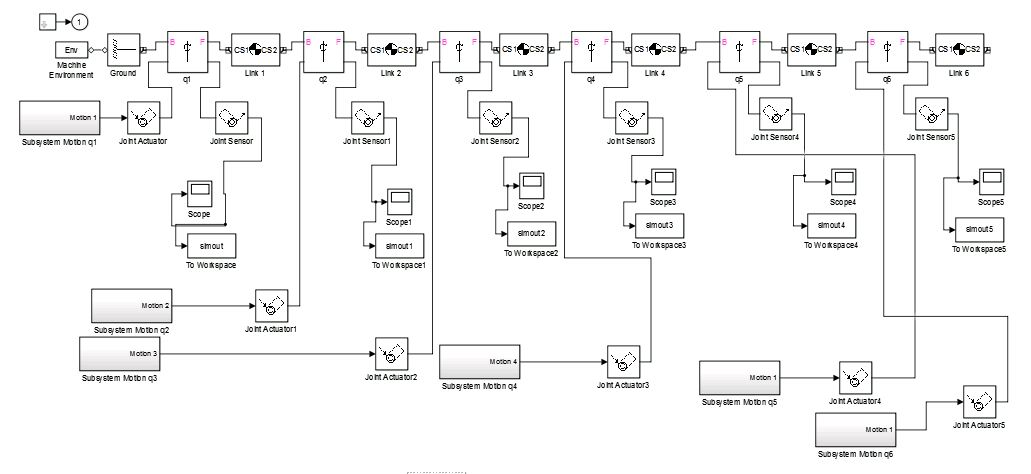 1
Env
Machine
Environment
Ground
B F
q1
CS1 CS2
Link 1
B F
q2
CS1 CS2
Link 2
B F
q3
CS1 CS2
Link 3
B F
q4
CS1 CS2
Link 4
B F
q5
CS1 CS2
Link 5
B F
q6
CS1 CS2
Link 6
Motion 1
Subsystem Motion q1
Joint Actuator
Joint Sensor
Joint Sensor1
Joint Sensor2
Joint Sensor3
Joint Sensor4
Joint Sensor5
Scope
Scope1
Scope2
Scope3
Scope4
Scope5
simout
To Workspace
simout1
To Workspace1
simout2
To Workspace2
simout3
To Workspace3
simout4
To Workspace4
simout5
To Workspace5
Motion 2
Subsystem Motion q2
Joint Actuator1
Motion 3
Subsystem Motion q3
Joint Actuator2
Motion 4
Subsystem Motion q4
Joint Actuator3
Motion 1
Subsystem Motion q5
Joint Actuator4
Motion 1
Subsystem Motion q6
Joint Actuator5